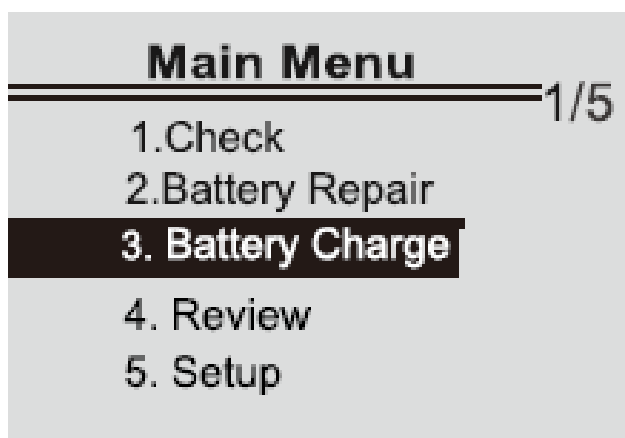 Main Menu
1/5
1.Check
2.Battery Repair
3. Battery Charge
4. Review
5. Setup